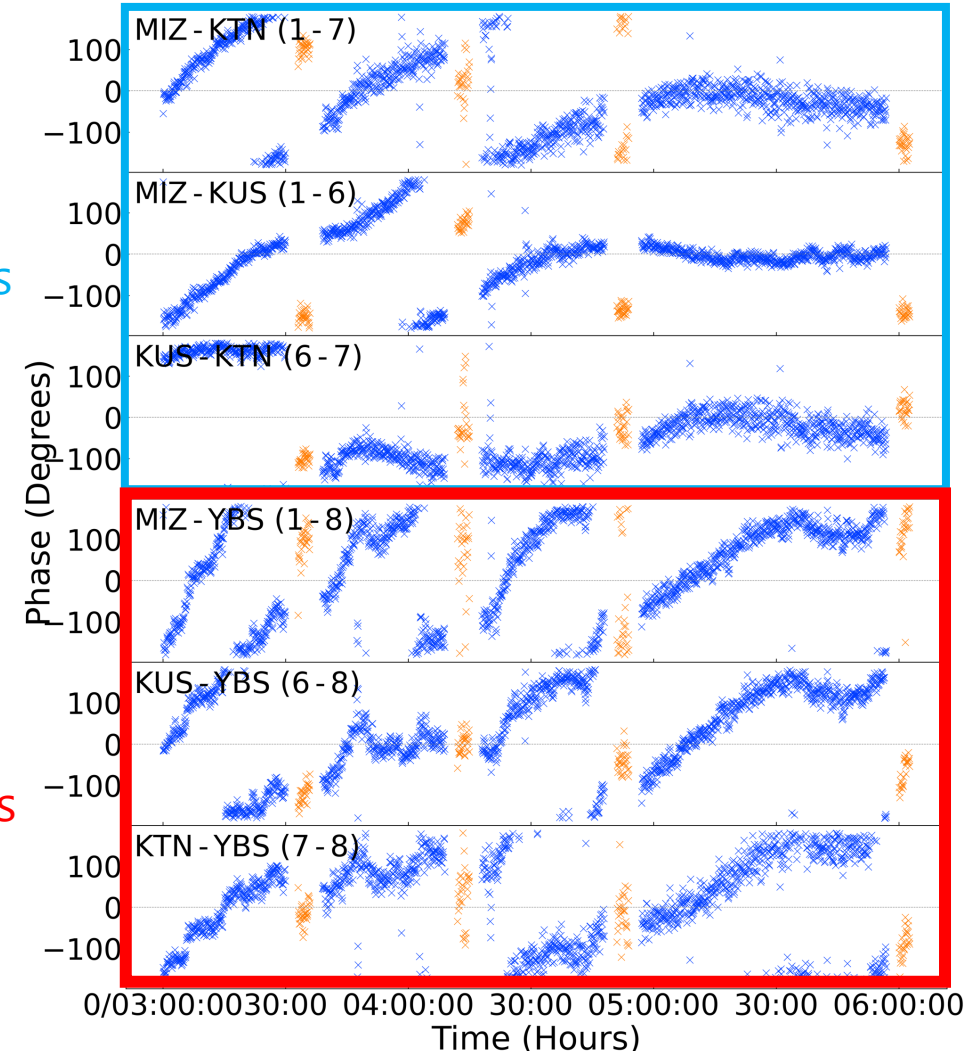 MIZ-KTN (1-7)
100
0
−100
MIZ-KUS (1-6)
100
0
−100
S
KUS-KTN (6-7)
100
0
−100
Phase (Degrees)
MIZ-YBS (1-8)
100
0
−100
KUS-YBS (6-8)
100
0
−100
S
KTN-YBS (7-8)
100
0
−100
0/03:00:00 30:00 04:00:00 30:00 05:00:00 30:00 06:00:00
Time (Hours)